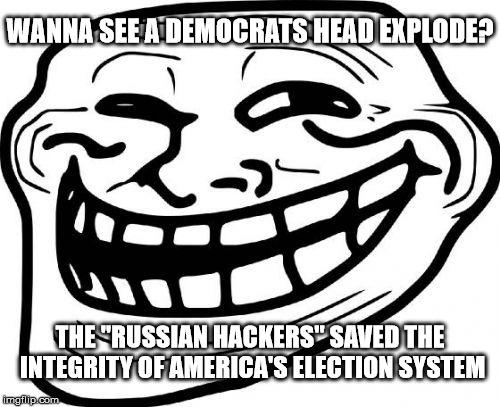 WANNA SEE A DEMOCRATS HEAD EXPLODE?
THE "RUSSIAN HACKERS" SAVED THE
INTEGRITY OF AMERICA'S ELECTION SYSTEM
imgflip.com